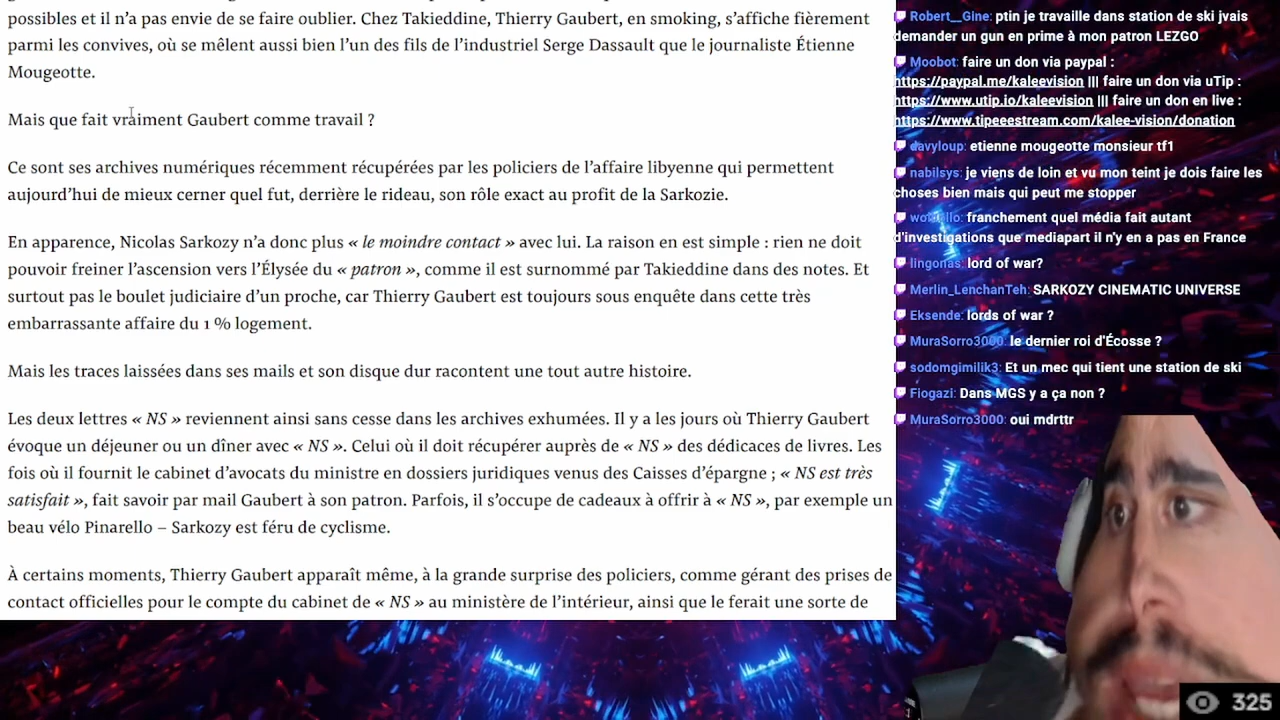 possibles et il n’a pas envie de se faire oublier. Chez Takieddine, Thierry Gaubert, en smoking, s’affiche fièrement
parmi les convives, où se mêlent aussi bien l’un des fils de l’industriel Serge Dassault que le journaliste Étienne
Mougeotte.
Mais que fait vraiment Gaubert comme travail ?
Ce sont ses archives numériques récemment récupérées par les policiers de l’affaire libyenne qui permettent
aujourd’hui de mieux cerner quel fut, derrière le rideau, son rôle exact au profit de la Sarkozie.
En apparence, Nicolas Sarkozy n’a donc plus « le moindre contact » avec lui. La raison en est simple : rien ne doit
pouvoir freiner l’ascension vers l’Élysée du « patron », comme il est surnommé par Takieddine dans des notes. Et
surtout pas le boulet judiciaire d’un proche, car Thierry Gaubert est toujours sous enquête dans cette très
embarrassante affaire du 1 % logement.
Mais les traces laissées dans ses mails et son disque dur racontent une tout autre histoire.
Les deux lettres « NS » reviennent ainsi sans cesse dans les archives exhumées. Il y a les jours où Thierry Gaubert
évoque un déjeuner ou un dîner avec « NS ». Celui où il doit récupérer auprès de « NS » des dédicaces de livres. Les
fois où il fournit le cabinet d’avocats du ministre en dossiers juridiques venus des Caisses d’épargne ; « NS est très
satisfait », fait savoir par mail Gaubert à son patron. Parfois, il s’occupe de cadeaux à offrir à « NS », par exemple un
beau vélo Pinarello – Sarkozy est féru de cyclisme.
À certains moments, Thierry Gaubert apparaît même, à la grande surprise des policiers, comme gérant des prises de
contact officielles pour le compte du cabinet de « NS » au ministère de l’intérieur, ainsi que le ferait une sorte de
Robert__Gine: ptin je travaille dans station de ski jvais
demander un gun en prime à mon patron LEZGO
Moobot: faire un don via paypal :
https://paypal.me/kaleevision ||| faire un don via uTip :
https://www.utip.io/kaleevision ||| faire un don en live :
https://www.tipeeestream.com/kalee-vision/donation
davyloup: etienne mougeotte monsieur tf1
nabilsys: je viens de loin et vu mon teint je dois faire les
choses bien mais qui peut me stopper
franchement quel média fait autant
d'investigations que mediapart il n'y en a pas en France
lingonas: lord of war?
Merlin_LenchanTeh: SARKOZY CINEMATIC UNIVERSE
Eksende: lords of war ?
MuraSorro3000: le dernier roi d'Écosse ?
sodomgimilik3: Et un mec qui tient une station de ski
Fiogazi: Dans MGS y a ça non ?
MuraSorro3000: oui mdrttr
325